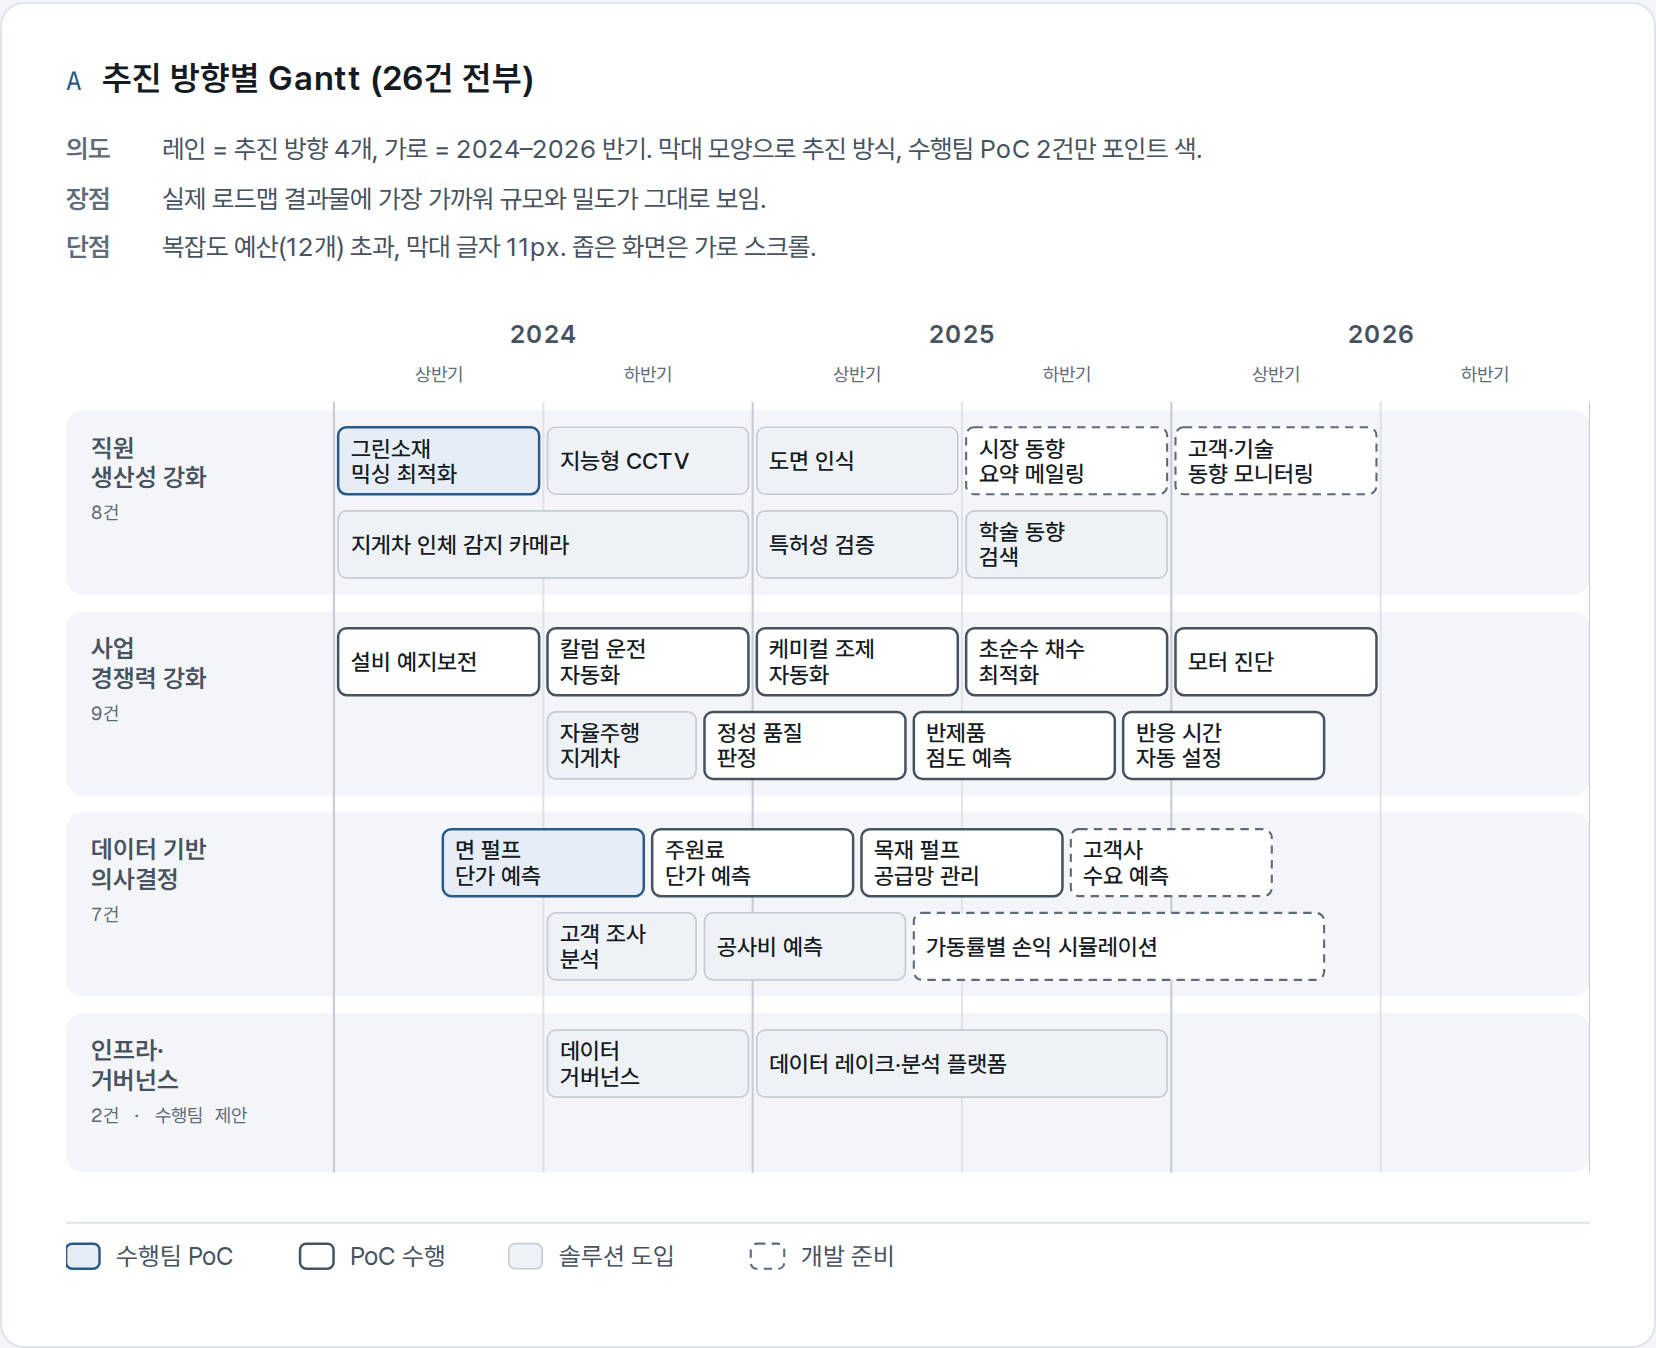 A 추진 방향별 Gantt (26건 전부)
의도 레인 = 추진 방향 4개, 가로 = 2024–2026 반기. 막대 모양으로 추진 방식, 수행팀 PoC 2건만 포인트 색.
장점 실제 로드맵 결과물에 가장 가까워 규모와 밀도가 그대로 보임.
단점 복잡도 예산(12개) 초과, 막대 글자 11px. 좁은 화면은 가로 스크롤.
2024 2025 2026
상반기 하반기 상반기 하반기 상반기 하반기
직원
생산성 강화
8건
그린소재
믹싱 최적화
지능형 CCTV
도면 인식
시장 동향
요약 메일링
고객·기술
동향 모니터링
지게차 인체 감지 카메라
특허성 검증
학술 동향
검색
사업
경쟁력 강화
9건
설비 예지보전
칼럼 운전
자동화
케미컬 조제
자동화
초순수 채수
최적화
모터 진단
자율주행
지게차
정성 품질
판정
반제품
점도 예측
반응 시간
자동 설정
데이터 기반
의사결정
7건
면 펄프
단가 예측
주원료
단가 예측
목재 펄프
공급망 관리
고객사
수요 예측
고객 조사
분석
공사비 예측
가동률별 손익 시뮬레이션
인프라·
거버넌스
2건 · 수행팀 제안
데이터
거버넌스
데이터 레이크·분석 플랫폼
수행팀 PoC PoC 수행 솔루션 도입 개발 준비